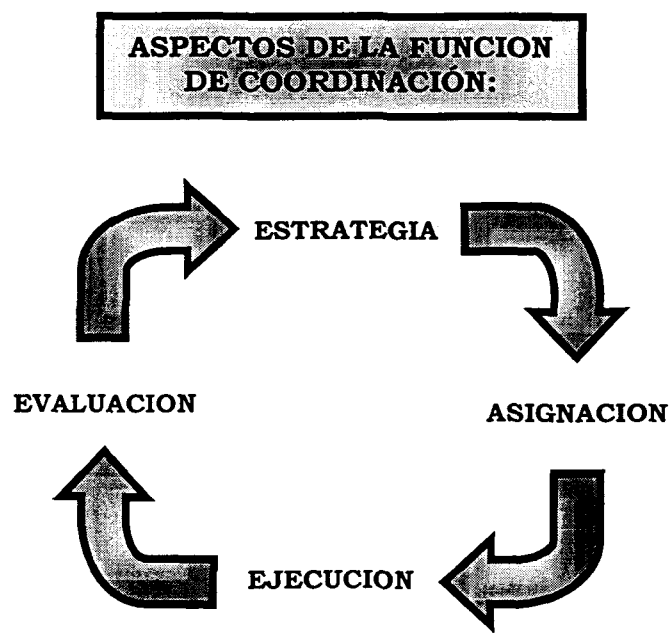 ASPECTOS DE LA FUNCION
DE COORDINACIÓN:
ESTRATEGIA
EVALUACION
ASIGNACION
EJECUCION